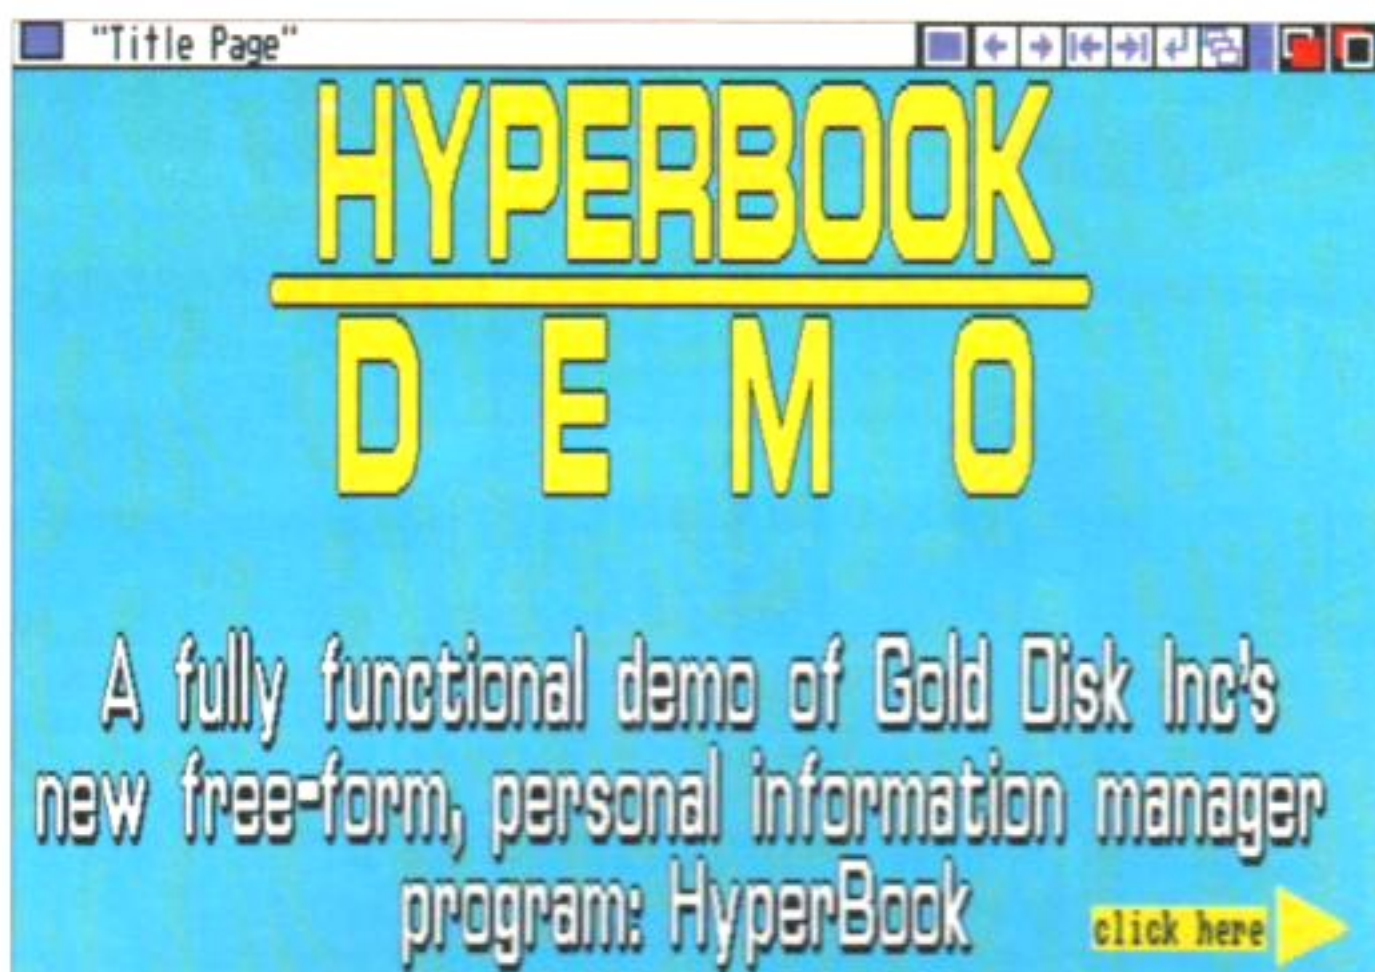 "Title Page"
HYPERBOOK
DEMO
A fully functional demo of Gold Disk Inc's
new free-form, personal information manager
program: HyperBook
click here